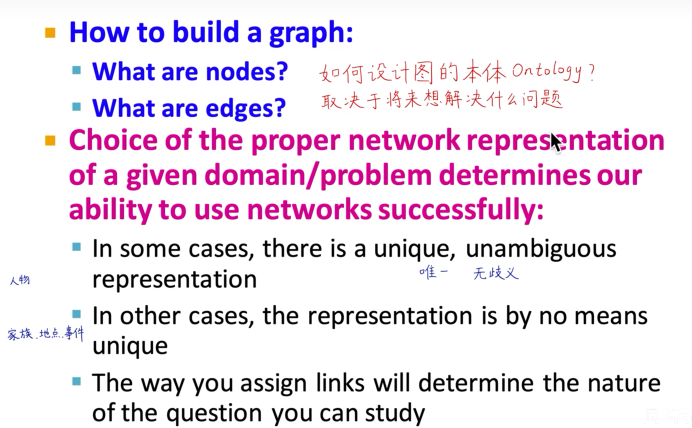 How to build a graph:
What are nodes?
如何设计图的本体 Ontology?
What are edges?
取决于将来想解决什么问题
Choice of the proper network representation
of a given domain/problem determines our
ability to use networks successfully:
In some cases, there is a unique, unambiguous
人物
representation
唯一 无歧义
In other cases, the representation is by no means
家族、地点、事件
unique
The way you assign links will determine the nature
of the question you can study